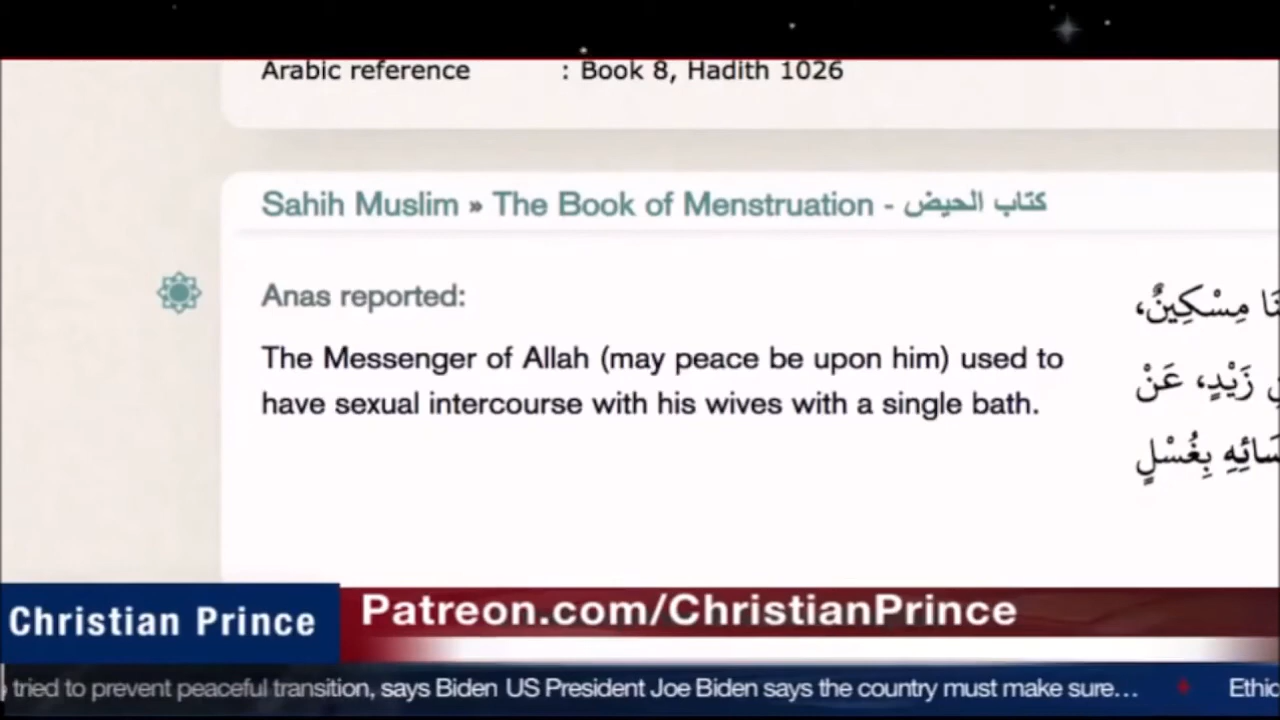 Arabic reference : Book 8, Hadith 1026
Sahih Muslim » The Book of Menstruation - كتاب الحيض
Anas reported:
The Messenger of Allah (may peace be upon him) used to
have sexual intercourse with his wives with a single bath.
مِسْكِينٌ،
زَيْدٍ، عَنْ
بِغُسْلٍ
Christian Prince
Patreon.com/ChristianPrince
tried to prevent peaceful transition, says Biden US President Joe Biden says the country must make sure... Ethic